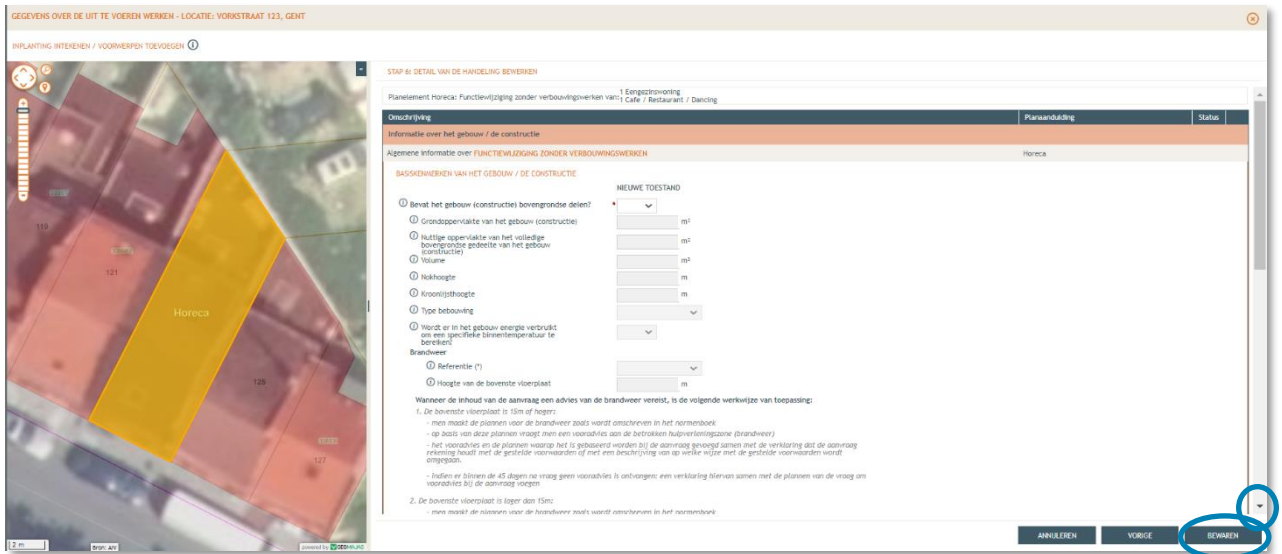 GEGEVENS OVER DE UIT TE VOEREN WERKEN - LOCATIE: VORKSTRAAT 123, GENT
INPLANTING INTEKENEN / VOORWERPEN TOEVOEGEN
STAP 6: DETAIL VAN DE HANDELING BEWERKEN
Planelement Horeca: Functiewijziging zonder verbouwingswerken van:
1 Eengezinswoning
1 Cafe / Restaurant / Dancing
Omschrijving Planaanduiding Status
Informatie over het gebouw / de constructie
Algemene informatie over FUNCTIEWIJZIGING ZONDER VERBOUWINGSWERKEN Horeca
BASISKENMERKEN VAN HET GEBOUW / DE CONSTRUCTIE
NIEUWE TOESTAND
Bevat het gebouw (constructie) bovengrondse delen? *
Grondoppervlakte van het gebouw (constructie) m²
Nuttige oppervlakte van het volledige
bovengrondse gedeelte van het gebouw m²
(constructie)
Volume m³
Nokhoogte m
Kroonlijsthoogte m
Type bebouwing
Wordt er in het gebouw energie verbruikt
om een specifieke binnentemperatuur te
bereiken?
Brandweer
Referentie (*)
Hoogte van de bovenste vloerplaat m
Wanneer de inhoud van de aanvraag een advies van de brandweer vereist, is de volgende werkwijze van toepassing:
1. De bovenste vloerplaat is 15m of hoger:
- men maakt de plannen voor de brandweer zoals wordt omschreven in het normenboek
- op basis van deze plannen vraagt men een vooradvies aan de betrokken hulpverleningszone (brandweer)
- het vooradvies en de plannen waarop het is gebaseerd worden bij de aanvraag gevoegd samen met de verklaring dat de aanvraag
rekening houdt met de gestelde voorwaarden of met een beschrijving van op welke wijze met de gestelde voorwaarden wordt
omgegaan.
- Indien er binnen de 45 dagen na vraag geen vooradvies is ontvangen: een verklaring hiervan samen met de plannen van de vraag om
vooradvies bij de aanvraag voegen
2. De bovenste vloerplaat is lager dan 15m:
- men maakt de plannen voor de brandweer zoals wordt omschreven in het normenboek
119
121
Horeca
125
127
2 m
Bron: AIV
powered by GEOMAJAS
ANNULEREN VORIGE BEWAREN